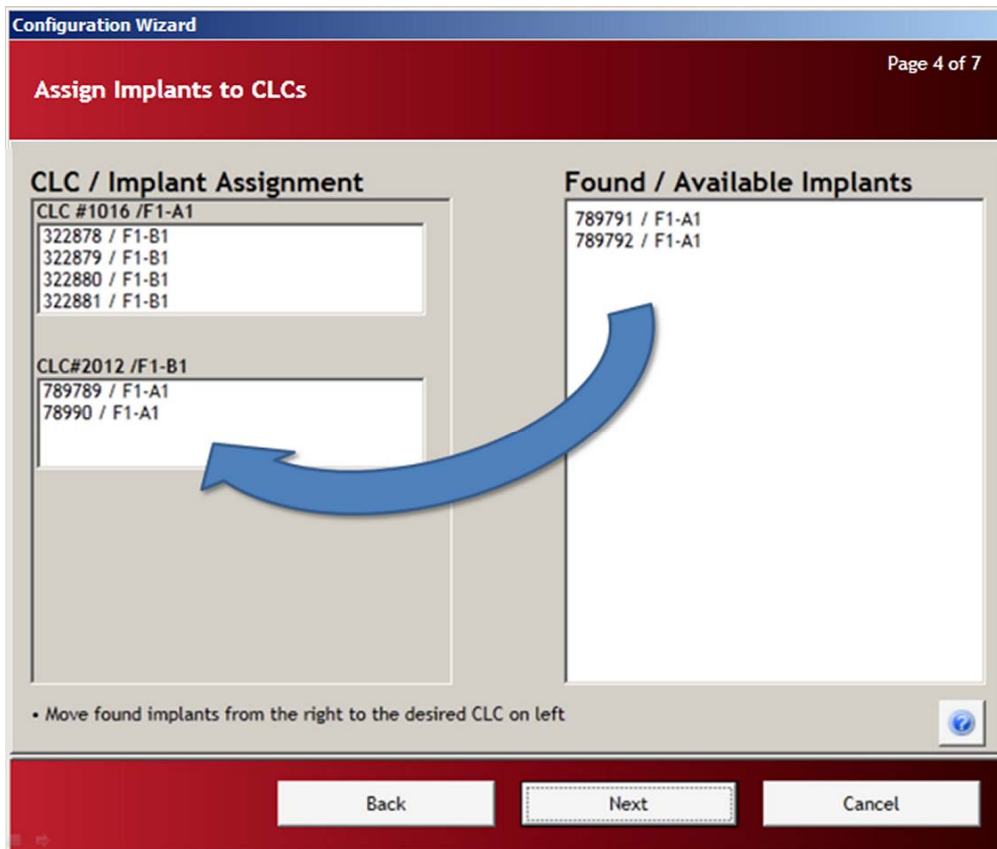 Configuration Wizard
Page 4 of 7
Assign Implants to CLCs
CLC / Implant Assignment
CLC #1016 /F1-A1
322878 / F1-B1
322879 / F1-B1
322880 / F1-B1
322881 / F1-B1
CLC#2012 /F1-B1
789789 / F1-A1
78990 / F1-A1
Found / Available Implants
789791 / F1-A1
789792 / F1-A1
• Move found implants from the right to the desired CLC on left
?
Back
Next
Cancel